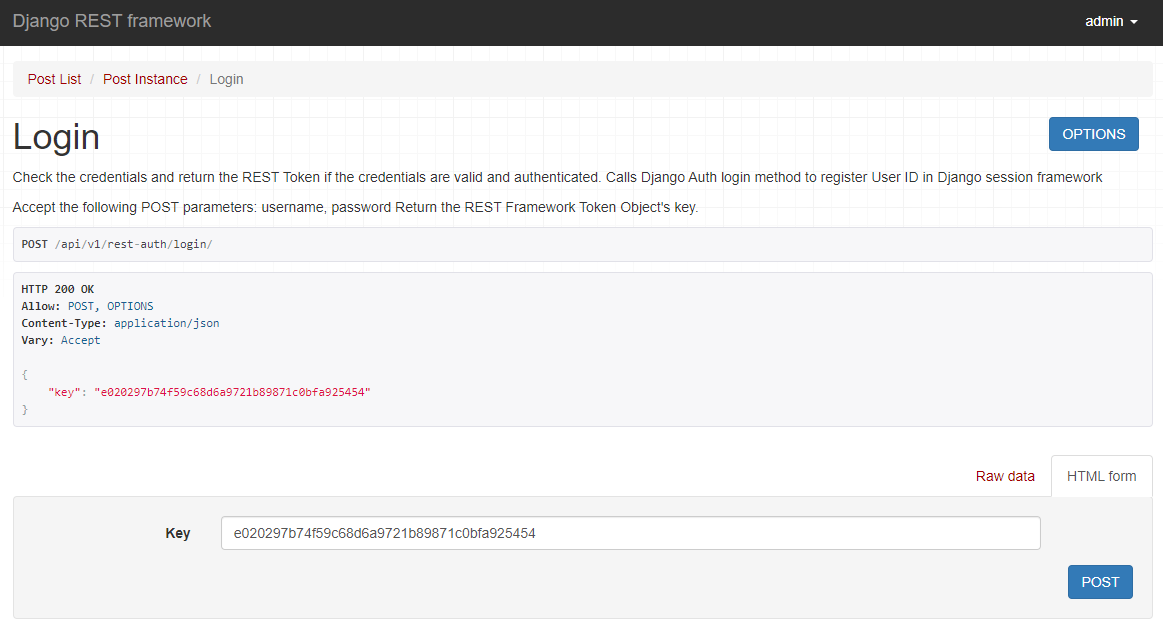 Django REST framework
admin
Post List / Post Instance / Login
Login
OPTIONS
Check the credentials and return the REST Token if the credentials are valid and authenticated. Calls Django Auth login method to register User ID in Django session framework
Accept the following POST parameters: username, password Return the REST Framework Token Object's key.
POST /api/v1/rest-auth/login/
HTTP 200 OK
Allow: POST, OPTIONS
Content-Type: application/json
Vary: Accept
{
"key": "e020297b74f59c68d6a9721b89871c0bfa925454"
}
Raw data
HTML form
Key
e020297b74f59c68d6a9721b89871c0bfa925454
POST